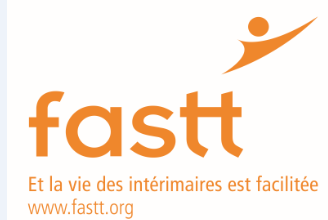 fastt
Et la vie des intérimaires est facilitée
www.fastt.org